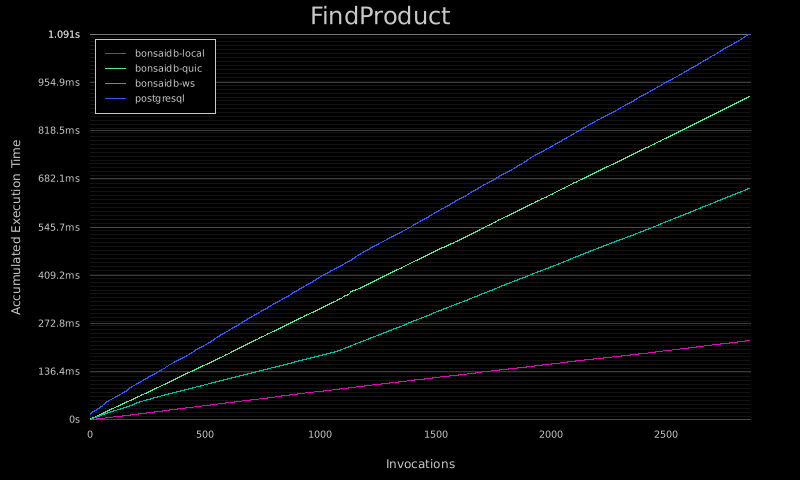 FindProduct
1.091s
bonsaidb-local
bonsaidb-quic
bonsaidb-ws
postgresql
954.9ms
818.5ms
682.1ms
545.7ms
409.2ms
272.8ms
136.4ms
0s
Accumulated Execution Time
0 500 1000 1500 2000 2500
Invocations